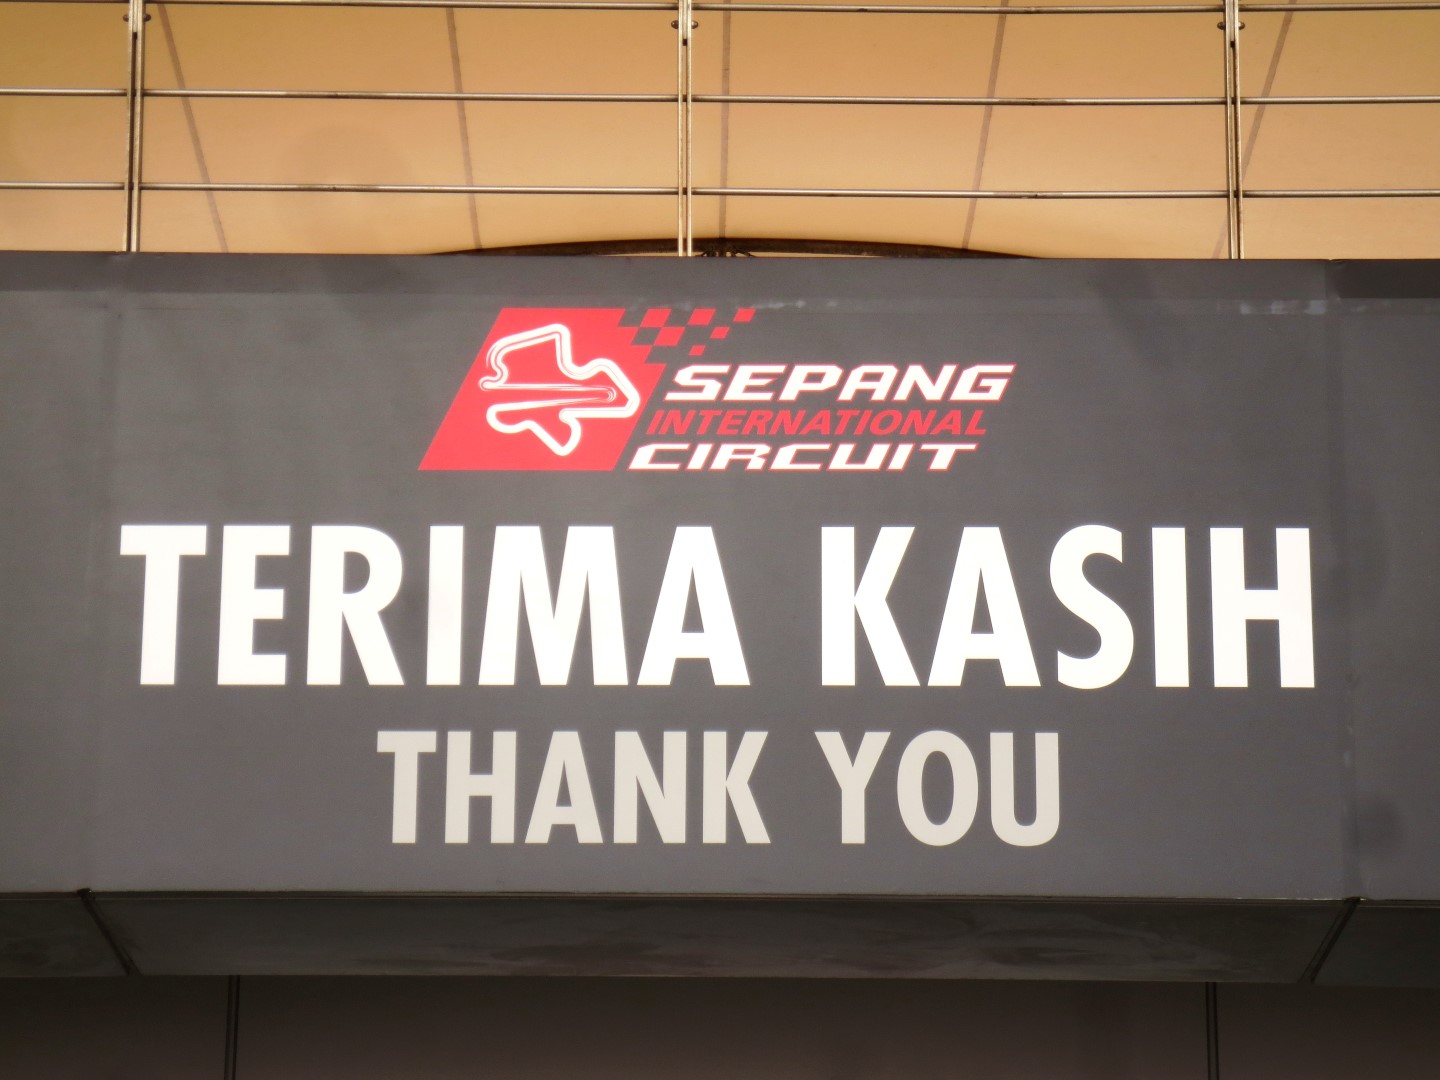 SEPANG
INTERNATIONAL
CIRCUIT
TERIMA KASIH
THANK YOU